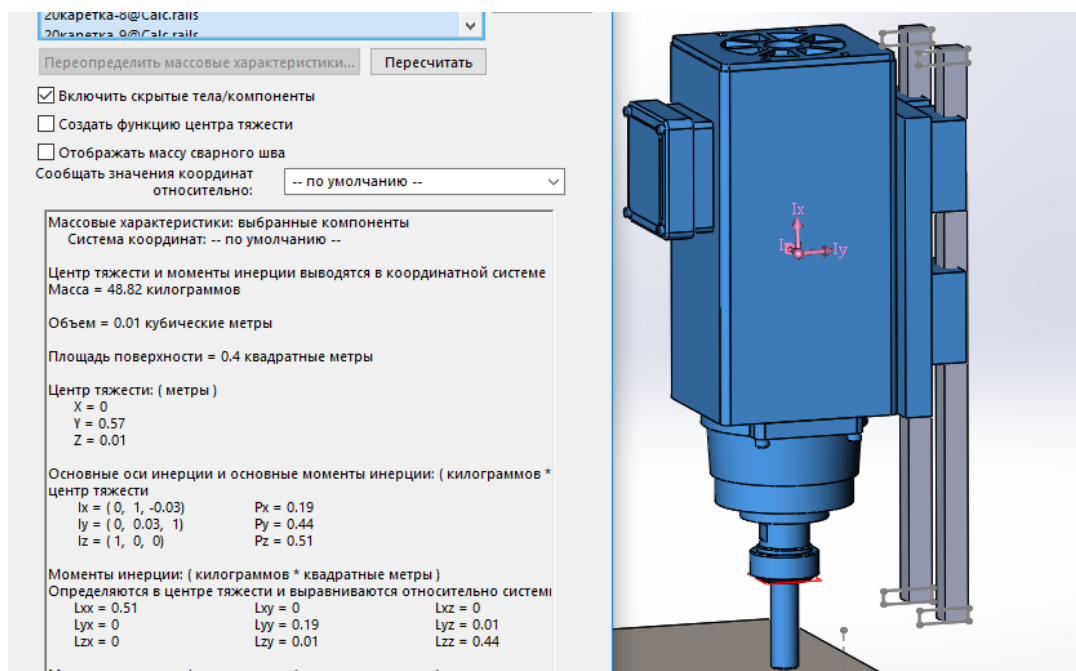 20каретка-8@Calc.rails
20каретка-9@Calc.rails
Переопределить массовые характеристики... Пересчитать
Включить скрытые тела/компоненты
Создать функцию центра тяжести
Отображать массу сварного шва
Сообщать значения координат
относительно: -- по умолчанию --
Массовые характеристики: выбранные компоненты
Система координат: -- по умолчанию --
Центр тяжести и моменты инерции выводятся в координатной системе
Масса = 48.82 килограммов
Объем = 0.01 кубические метры
Площадь поверхности = 0.4 квадратные метры
Центр тяжести: ( метры )
X = 0
Y = 0.57
Z = 0.01
Основные оси инерции и основные моменты инерции: ( килограммов *
центр тяжести
Ix = ( 0, 1, -0.03) Px = 0.19
Iy = ( 0, 0.03, 1) Py = 0.44
Iz = ( 1, 0, 0) Pz = 0.51
Моменты инерции: ( килограммов * квадратные метры )
Определяются в центре тяжести и выравниваются относительно систем
Lxx = 0.51 Lxy = 0 Lxz = 0
Lyx = 0 Lyy = 0.19 Lyz = 0.01
Lzx = 0 Lzy = 0.01 Lzz = 0.44
Ix
Iy